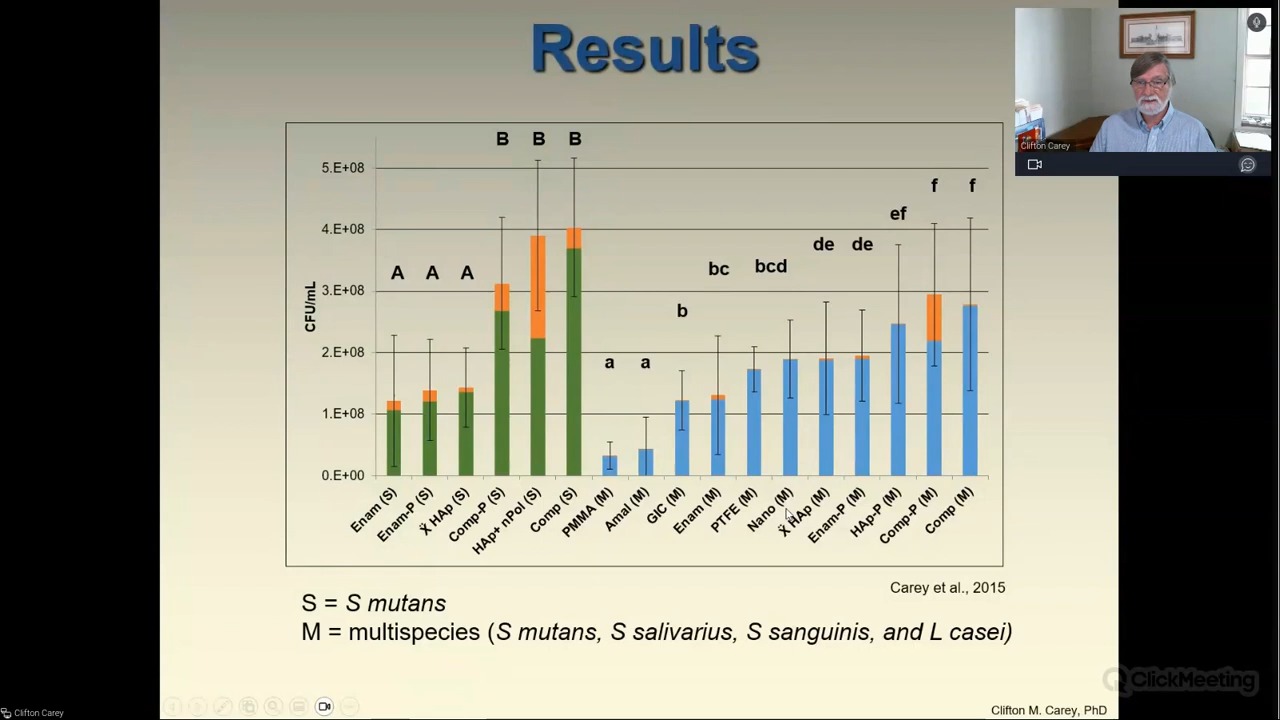 Results
B B B
5.E+08
f f
4.E+08
ef
de de
A A A
bc bcd
3.E+08
b
CFU/mL
2.E+08
a a
1.E+08
0.E+00
Enam (S)
Enam-P (S)
Ẍ HAp (S)
Comp-P (S)
HAp+ nPol (S)
Comp (S)
PMMA (M)
Amal (M)
GIC (M)
Enam (M)
PTFE (M)
Nano (M)
Ẍ HAp (M)
Enam-P (M)
HAp-P (M)
Comp-P (M)
Comp (M)
Carey et al., 2015
S = S mutans
M = multispecies (S mutans, S salivarius, S sanguinis, and L casei)
Clifton M. Carey, PhD
Clifton Carey
ClickMeeting
Clifton Carey